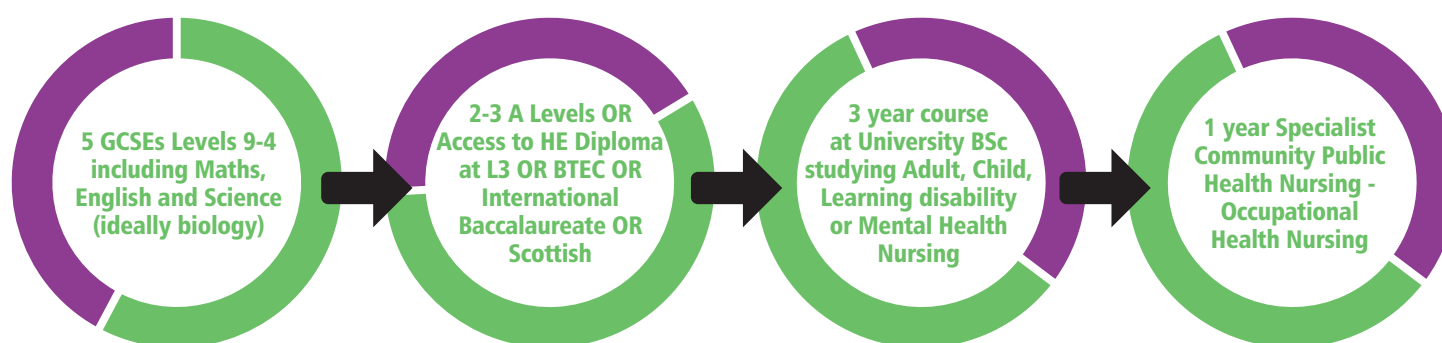 5 GCSEs Levels 9-4
including Maths,
English and Science
(ideally biology)
2-3 A Levels OR
Access to HE Diploma
at L3 OR BTEC OR
International
Baccalaureate OR
Scottish
3 year course
at University BSc
studying Adult, Child,
Learning disability
or Mental Health
Nursing
1 year Specialist
Community Public
Health Nursing -
Occupational
Health Nursing